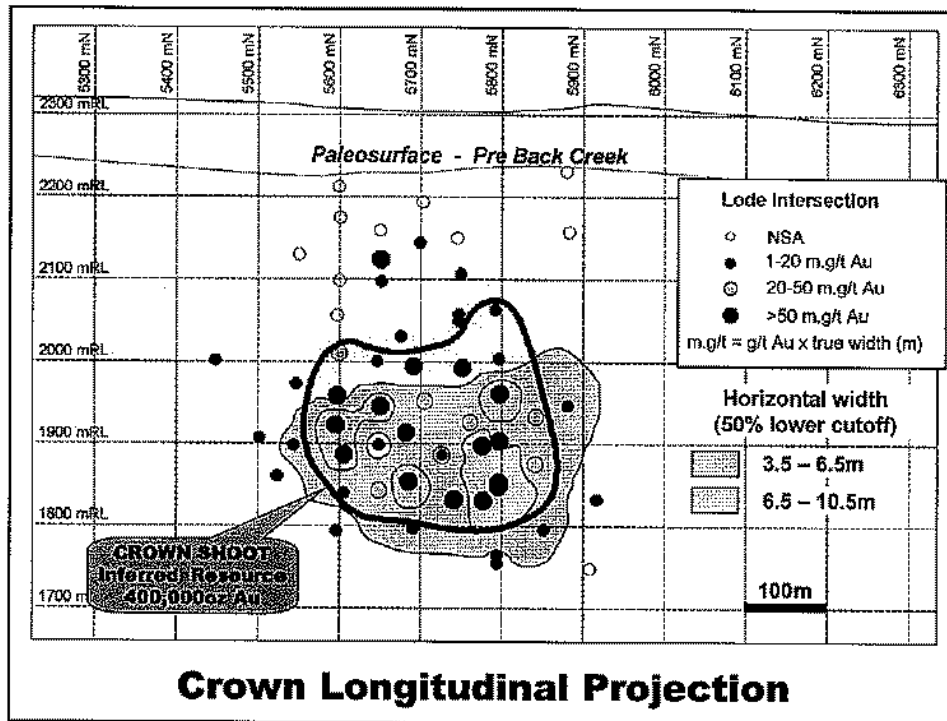 5300 mN
5400 mN
5500 mN
5600 mN
5700 mN
5800 mN
5900 mN
6000 mN
6100 mN
6200 mN
6300 mN
2300 mRL
Paleosurface - Pre Back Creek
2200 mRL
Lode Intersection
NSA
2100 mRL
1-20 m.g/t Au
20-50 m.g/t Au
>50 m.g/t Au
2000 mRL
m.g/t = g/t Au x true width (m)
Horizontal width
(50% lower cutoff)
1900 mRL
3.5 – 6.5m
6.5 – 10.5m
1800 mRL
CROWN SHOOT
Inferred Resource
400,000oz Au
1700 mRL
100m
Crown Longitudinal Projection